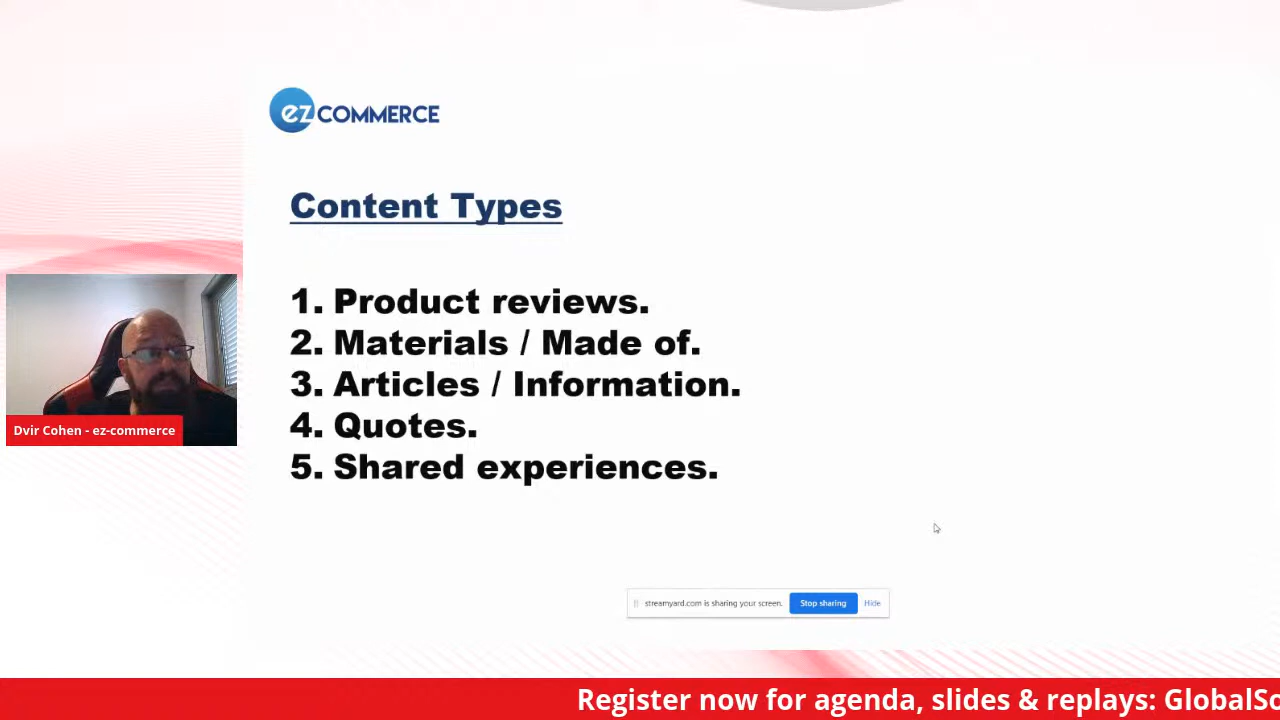 ez COMMERCE
Content Types
1. Product reviews.
2. Materials / Made of.
3. Articles / Information.
4. Quotes.
5. Shared experiences.
Dvir Cohen - ez-commerce
streamyard.com is sharing your screen. Stop sharing Hide
Register now for agenda, slides & replays: GlobalSc